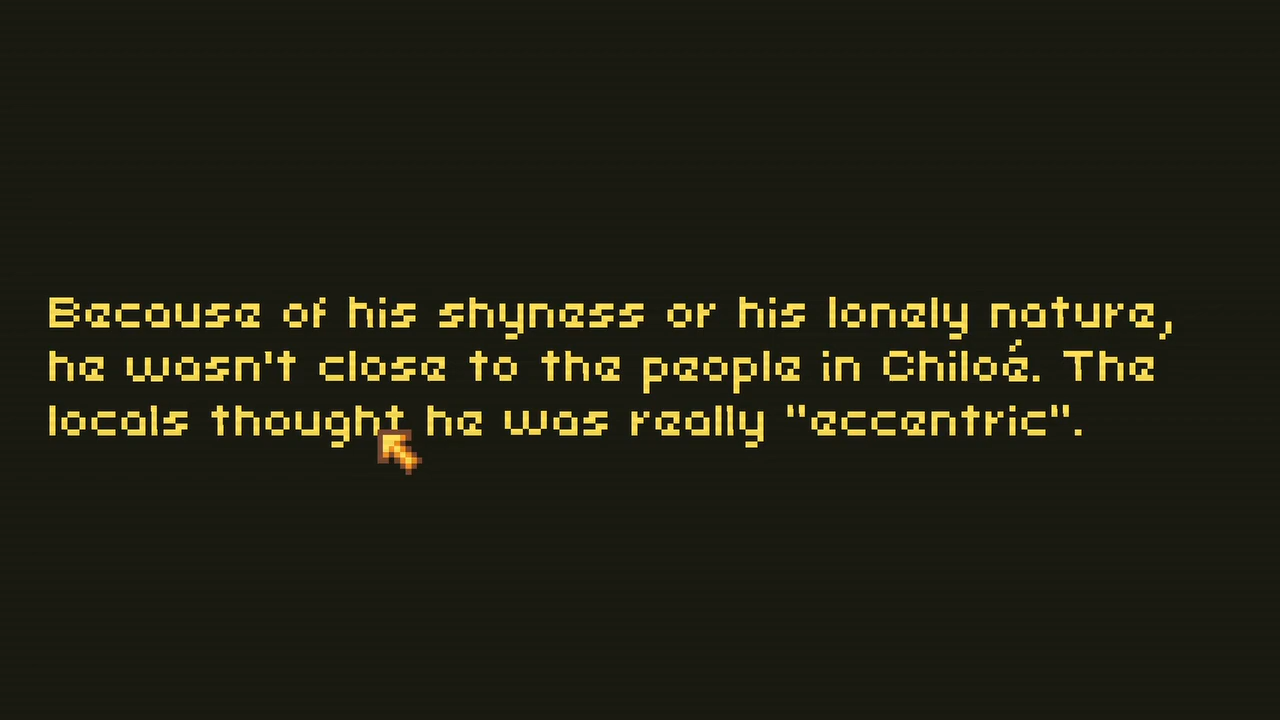 Because of his shyness or his lonely nature,
he wasn't close to the people in Chiloé. The
locals thought he was really "eccentric".